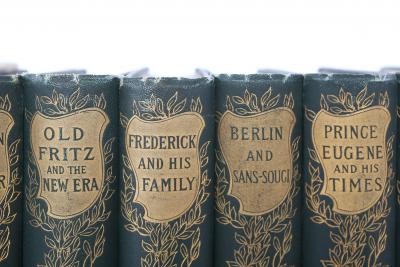 OLD
FRITZ
AND THE
NEW ERA
FREDERICK
AND HIS
FAMILY
BERLIN
AND
SANS-SOUCI
PRINCE
EUGENE
AND HIS
TIMES